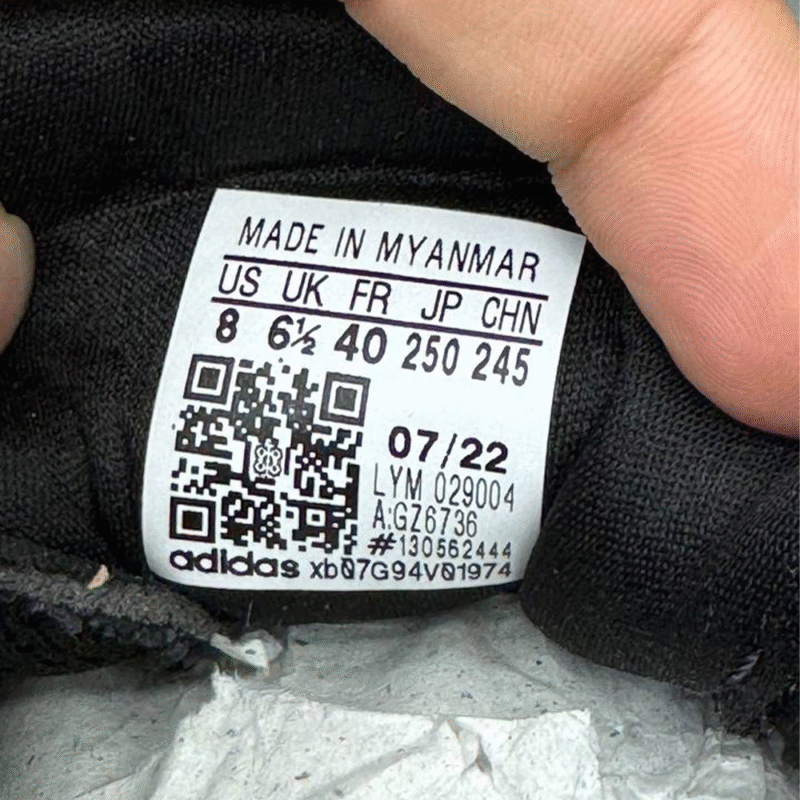 MADE IN MYANMAR
US UK FR JP CHN
8 6½ 40 250 245
07/22
LYM 029004
A:GZ6736
#130562444
adidas xb07G94V01974